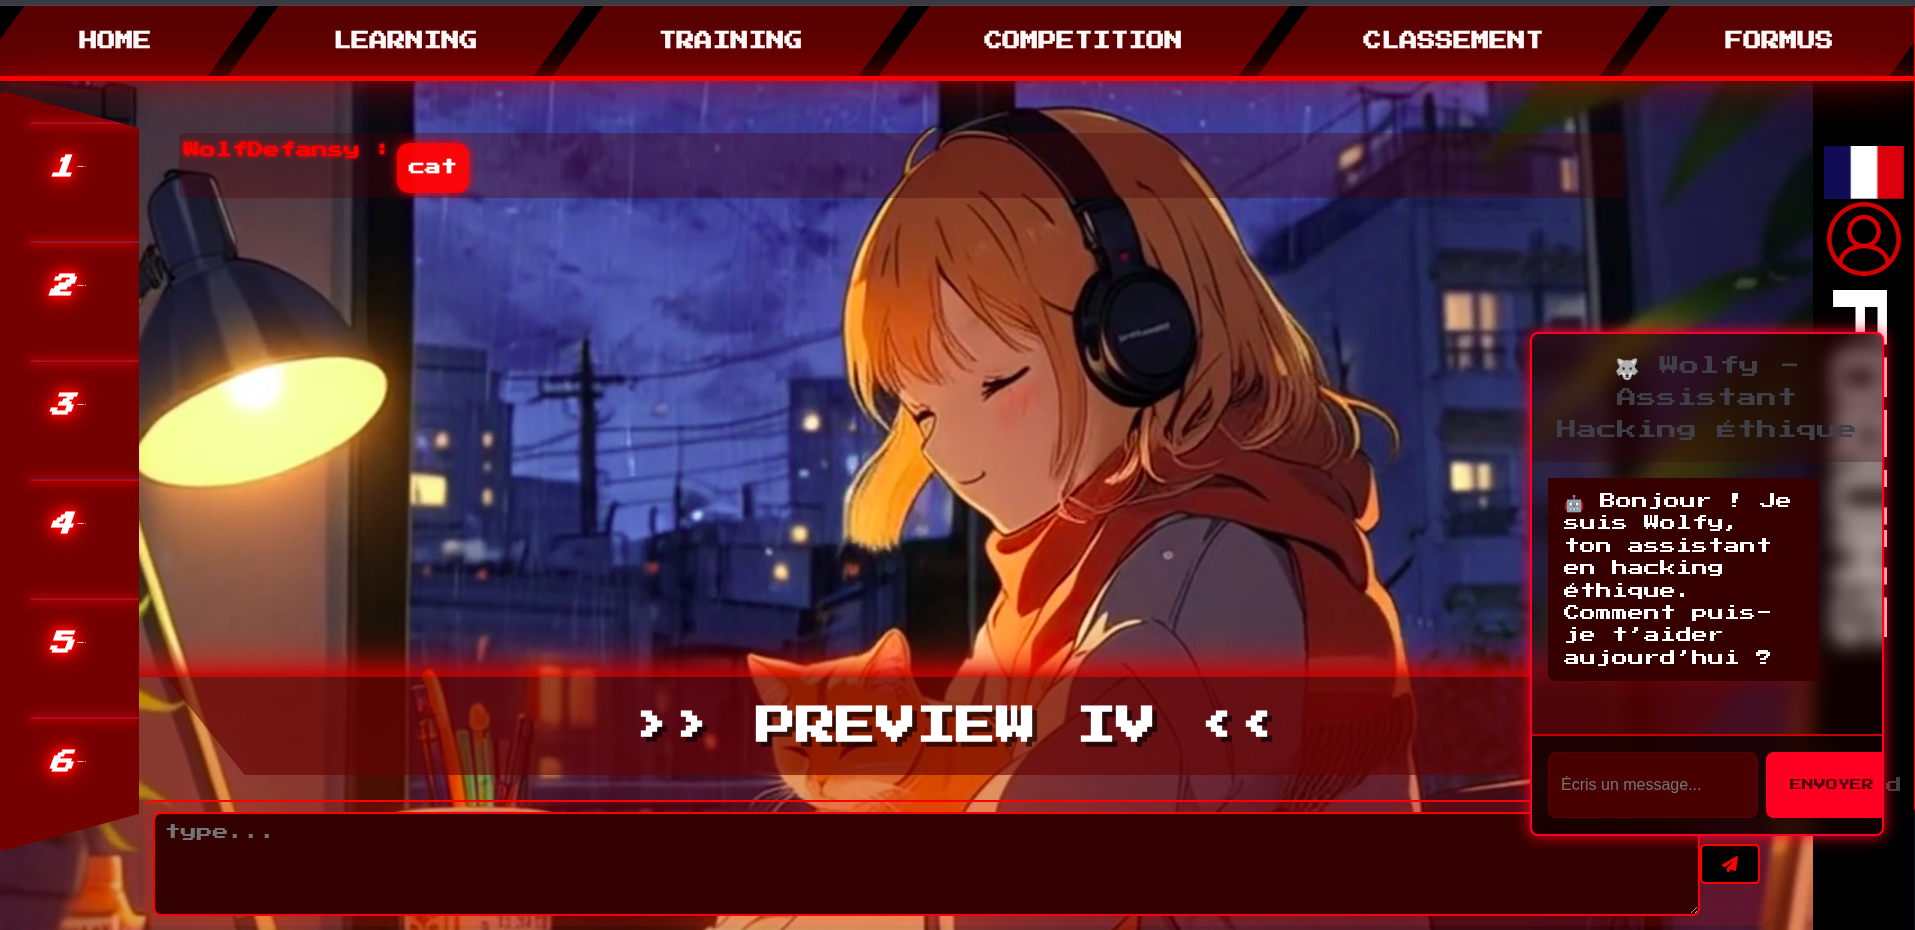 HOME LEARNING TRAINING COMPETITION CLASSEMENT FORMUS
WolfDefansy :
cat
1
2
3
4
5
6
F
Wolfy -
Assistant
Hacking Éthique
Bonjour ! Je
suis Wolfy,
ton assistant
en hacking
éthique.
Comment puis-
je t'aider
aujourd'hui ?
>> PREVIEW IV <<
Écris un message...
ENVOYER
d
type...